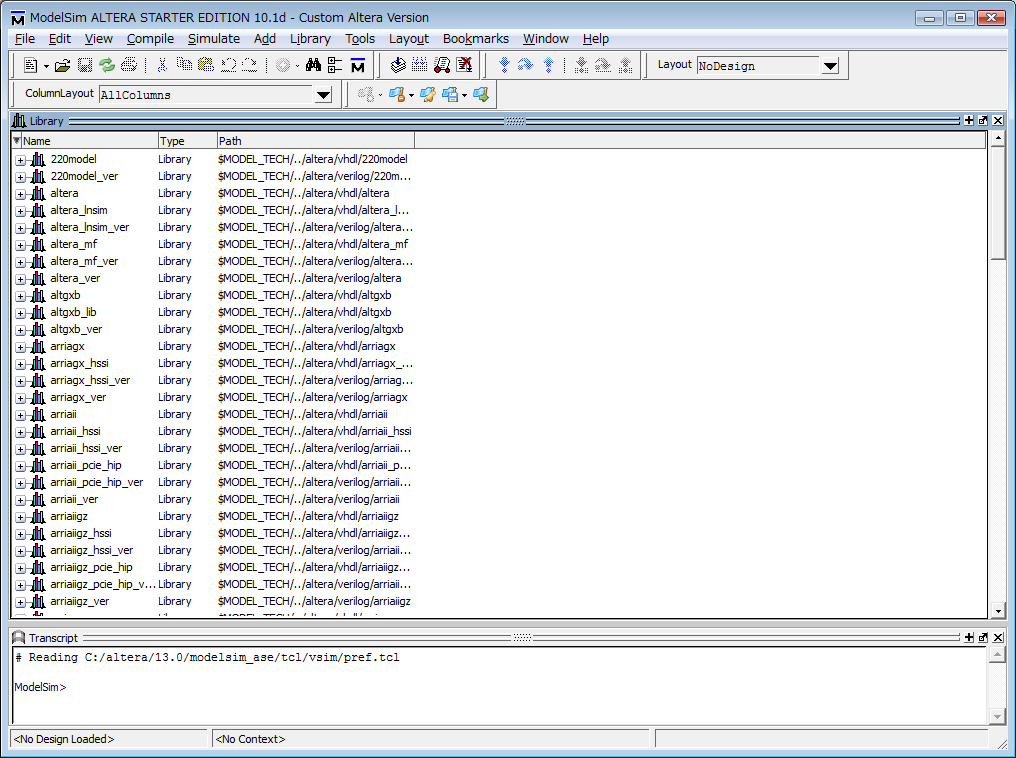 ModelSim ALTERA STARTER EDITION 10.1d - Custom Altera Version
File Edit View Compile Simulate Add Library Tools Layout Bookmarks Window Help
Layout NoDesign
ColumnLayout AllColumns
Library
Name Type Path
220model Library $MODEL_TECH/../altera/vhdl/220model
220model_ver Library $MODEL_TECH/../altera/verilog/220m...
altera Library $MODEL_TECH/../altera/vhdl/altera
altera_lnsim Library $MODEL_TECH/../altera/vhdl/altera_l...
altera_lnsim_ver Library $MODEL_TECH/../altera/verilog/altera...
altera_mf Library $MODEL_TECH/../altera/vhdl/altera_mf
altera_mf_ver Library $MODEL_TECH/../altera/verilog/altera...
altera_ver Library $MODEL_TECH/../altera/verilog/altera
altgxb Library $MODEL_TECH/../altera/vhdl/altgxb
altgxb_lib Library $MODEL_TECH/../altera/vhdl/altgxb
altgxb_ver Library $MODEL_TECH/../altera/verilog/altgxb
arriagx Library $MODEL_TECH/../altera/vhdl/arriagx
arriagx_hssi Library $MODEL_TECH/../altera/vhdl/arriagx_...
arriagx_hssi_ver Library $MODEL_TECH/../altera/verilog/arriag...
arriagx_ver Library $MODEL_TECH/../altera/verilog/arriagx
arriaii Library $MODEL_TECH/../altera/vhdl/arriaii
arriaii_hssi Library $MODEL_TECH/../altera/vhdl/arriaii_hssi
arriaii_hssi_ver Library $MODEL_TECH/../altera/verilog/arriaii...
arriaii_pcie_hip Library $MODEL_TECH/../altera/vhdl/arriaii_p...
arriaii_pcie_hip_ver Library $MODEL_TECH/../altera/verilog/arriaii...
arriaii_ver Library $MODEL_TECH/../altera/verilog/arriaii
arriaiigz Library $MODEL_TECH/../altera/vhdl/arriaiigz
arriaiigz_hssi Library $MODEL_TECH/../altera/vhdl/arriaiigz...
arriaiigz_hssi_ver Library $MODEL_TECH/../altera/verilog/arriaii...
arriaiigz_pcie_hip Library $MODEL_TECH/../altera/vhdl/arriaiigz...
arriaiigz_pcie_hip_v... Library $MODEL_TECH/../altera/verilog/arriaii...
arriaiigz_ver Library $MODEL_TECH/../altera/verilog/arriaiigz
Transcript
# Reading C:/altera/13.0/modelsim_ase/tcl/vsim/pref.tcl
ModelSim>
<No Design Loaded> <No Context>